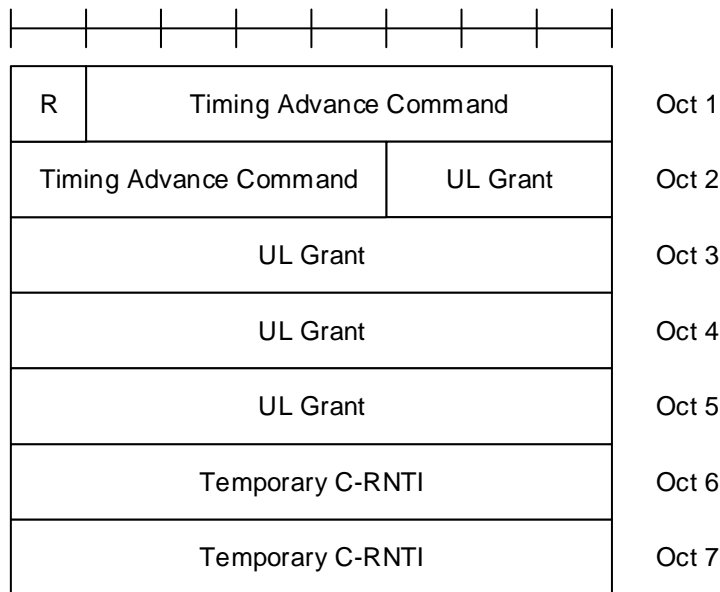 R Timing Advance Command Oct 1
Timing Advance Command UL Grant Oct 2
UL Grant Oct 3
UL Grant Oct 4
UL Grant Oct 5
Temporary C-RNTI Oct 6
Temporary C-RNTI Oct 7